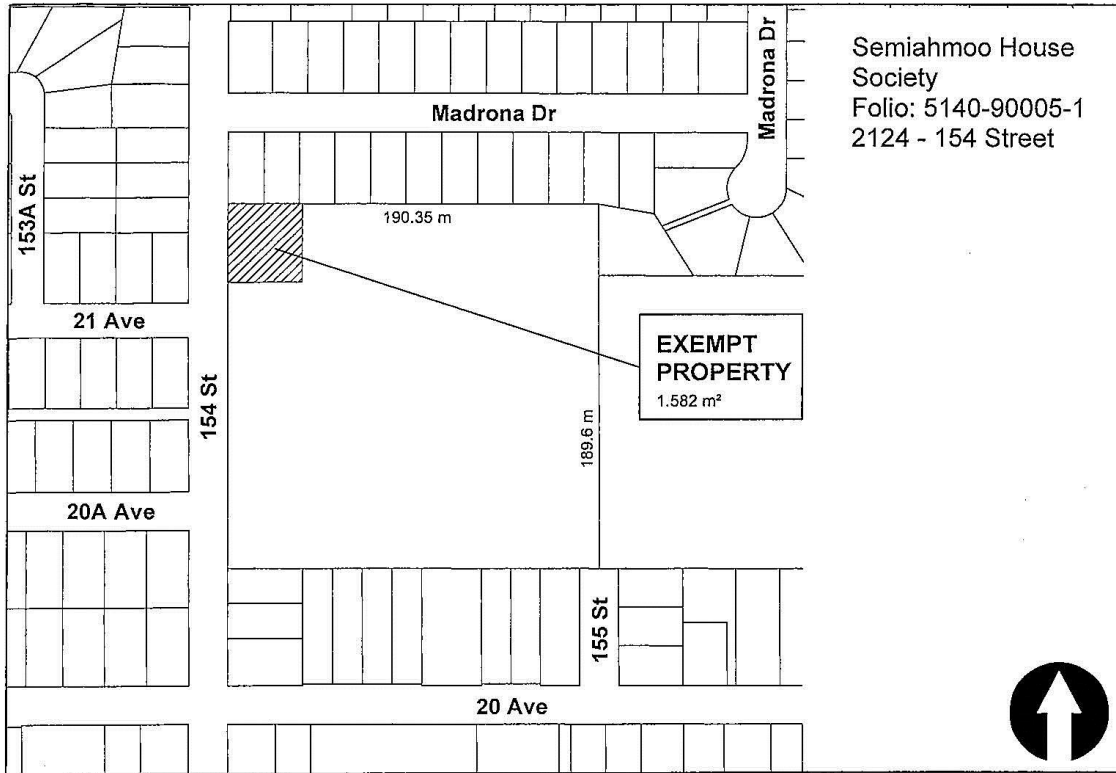 Semiahmoo House
Society
Folio: 5140-90005-1
2124 - 154 Street
Madrona Dr
Madrona Dr
153A St
190.35 m
21 Ave
EXEMPT
PROPERTY
1.582 m²
154 St
189.6 m
20A Ave
155 St
20 Ave